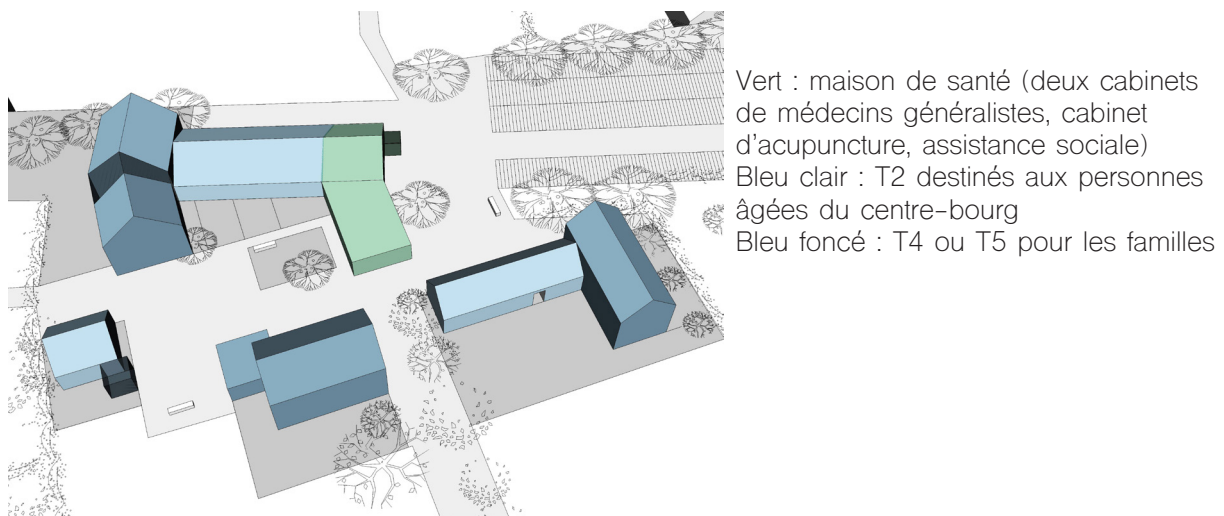 Vert : maison de santé (deux cabinets
de médecins généralistes, cabinet
d'acupuncture, assistance sociale)
Bleu clair : T2 destinés aux personnes
âgées du centre-bourg
Bleu foncé : T4 ou T5 pour les familles